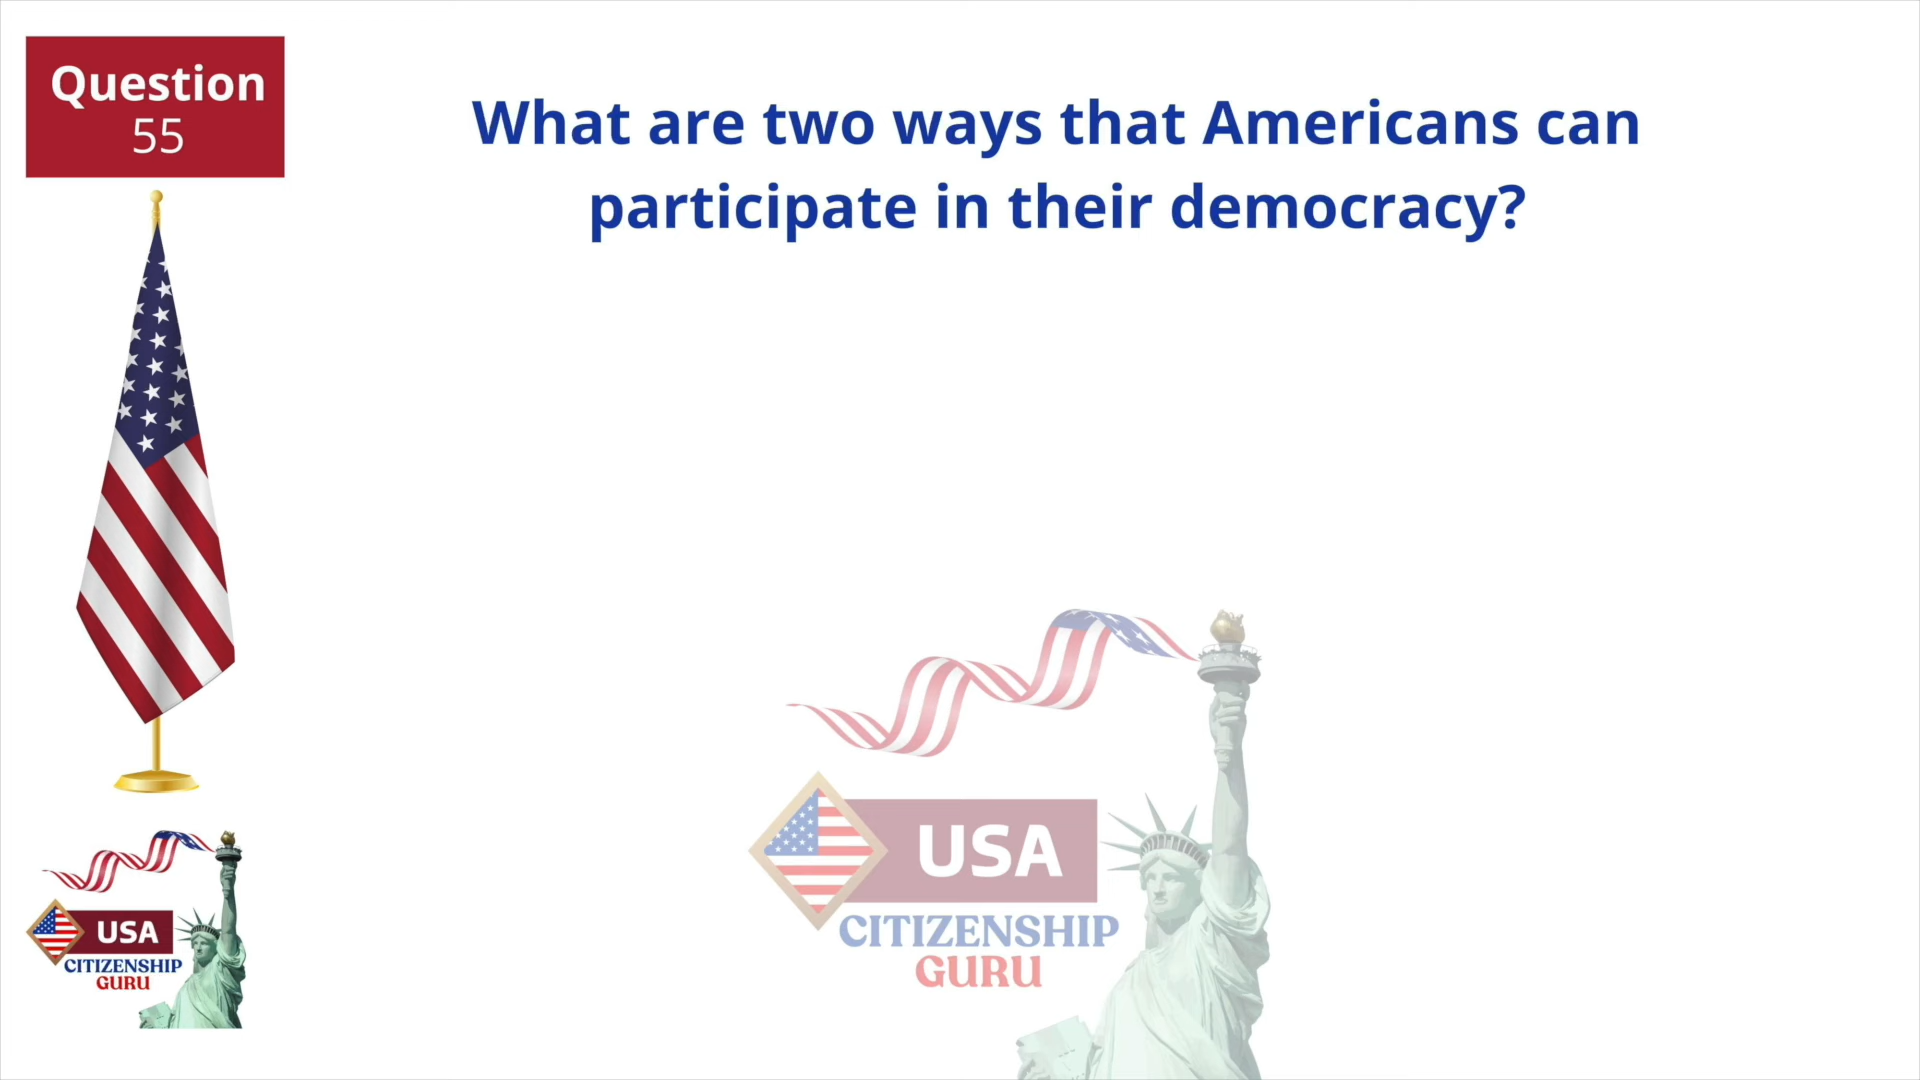 Question
55
What are two ways that Americans can
participate in their democracy?
USA
CITIZENSHIP
GURU
USA
CITIZENSHIP
GURU